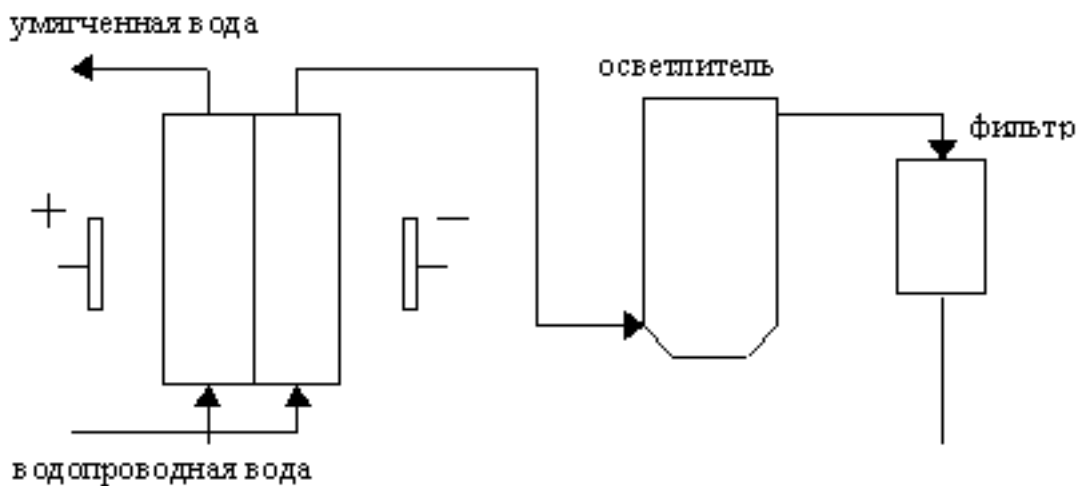 умягченная вода
осветлитель
фильтр
+
−
водопроводная вода